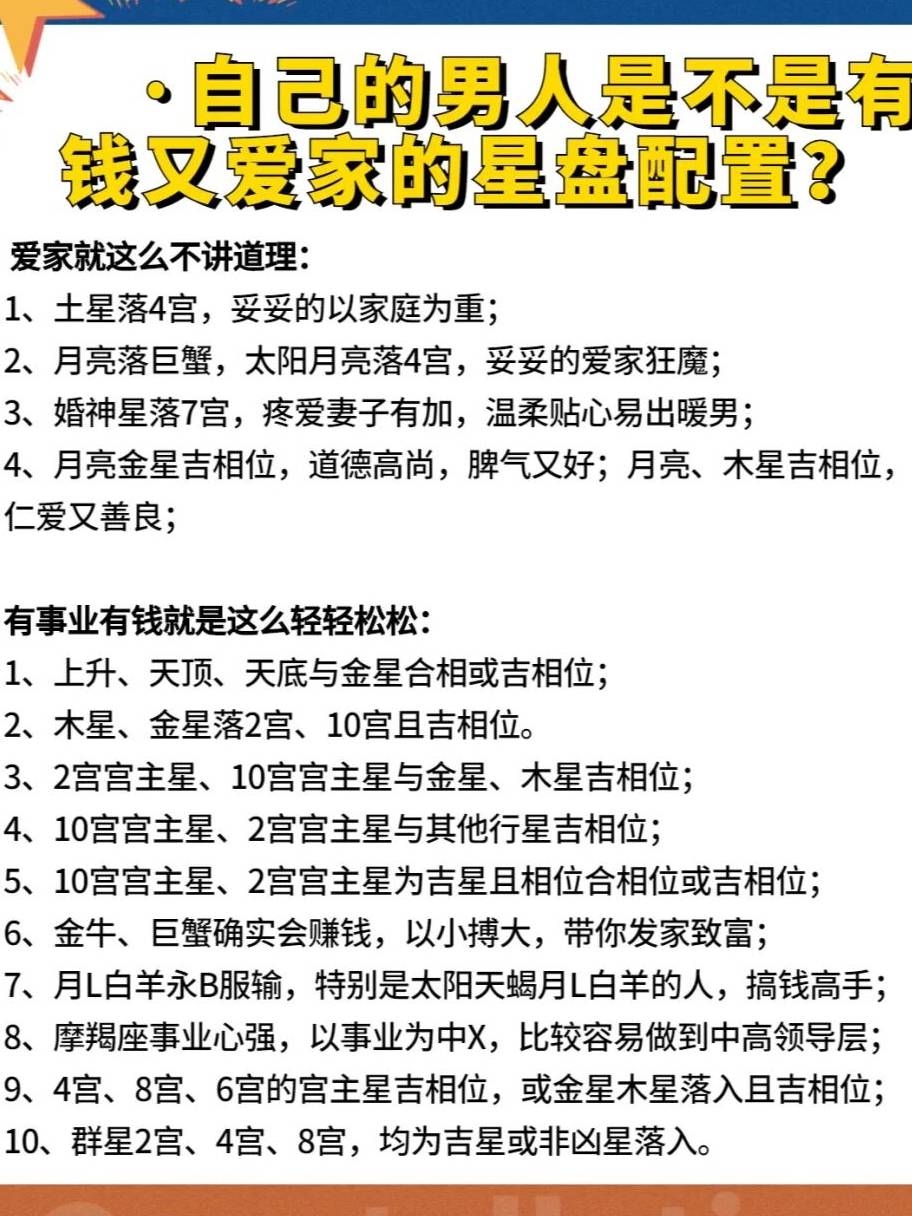 ·自己的男人是不是有
钱又爱家的星盘配置？
爱家就这么不讲道理：
1、土星落4宫，妥妥的以家庭为重；
2、月亮落巨蟹，太阳月亮落4宫，妥妥的爱家狂魔；
3、婚神星落7宫，疼爱妻子有加，温柔贴心易出暖男；
4、月亮金星吉相位，道德高尚，脾气又好；月亮、木星吉相位，
仁爱又善良；
有事业有钱就是这么轻轻松松：
1、上升、天顶、天底与金星合相或吉相位；
2、木星、金星落2宫、10宫且吉相位。
3、2宫宫主星、10宫宫主星与金星、木星吉相位；
4、10宫宫主星、2宫宫主星与其他行星吉相位；
5、10宫宫主星、2宫宫主星为吉星且相位合相位或吉相位；
6、金牛、巨蟹确实会赚钱，以小搏大，带你发家致富；
7、月L白羊永B服输，特别是太阳天蝎月L白羊的人，搞钱高手；
8、摩羯座事业心强，以事业为中X，比较容易做到中高领导层；
9、4宫、8宫、6宫的宫主星吉相位，或金星木星落入且吉相位；
10、群星2宫、4宫、8宫，均为吉星或非凶星落入。